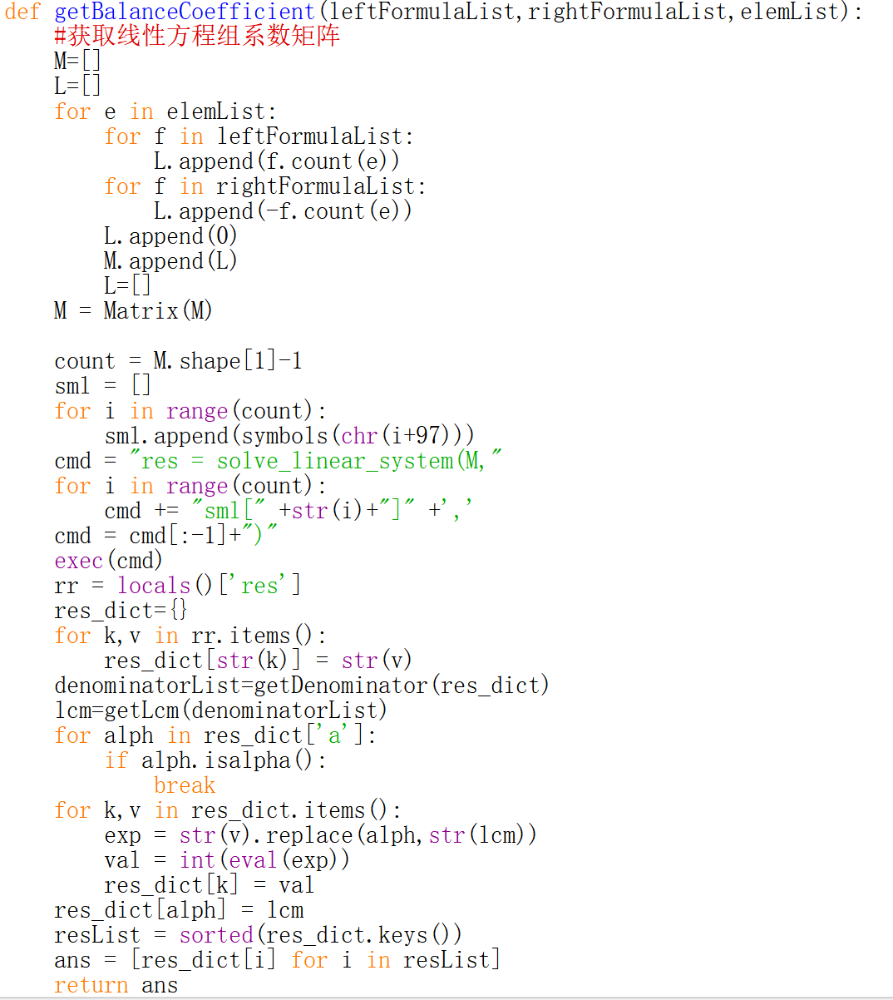 def getBalanceCoefficient(leftFormulaList,rightFormulaList,elemList):
    #获取线性方程组系数矩阵
    M=[]
    L=[]
    for e in elemList:
        for f in leftFormulaList:
            L.append(f.count(e))
        for f in rightFormulaList:
            L.append(-f.count(e))
        L.append(0)
        M.append(L)
        L=[]
    M = Matrix(M)

    count = M.shape[1]-1
    sml = []
    for i in range(count):
        sml.append(symbols(chr(i+97)))
    cmd = "res = solve_linear_system(M,"
    for i in range(count):
        cmd += "sml[" +str(i)+"]" +','
    cmd = cmd[:-1]+")"
    exec(cmd)
    rr = locals()['res']
    res_dict={}
    for k,v in rr.items():
        res_dict[str(k)] = str(v)
    denominatorList=getDenominator(res_dict)
    lcm=getLcm(denominatorList)
    for alph in res_dict['a']:
        if alph.isalpha():
            break
    for k,v in res_dict.items():
        exp = str(v).replace(alph,str(lcm))
        val = int(eval(exp))
        res_dict[k] = val
    res_dict[alph] = lcm
    resList = sorted(res_dict.keys())
    ans = [res_dict[i] for i in resList]
    return ans